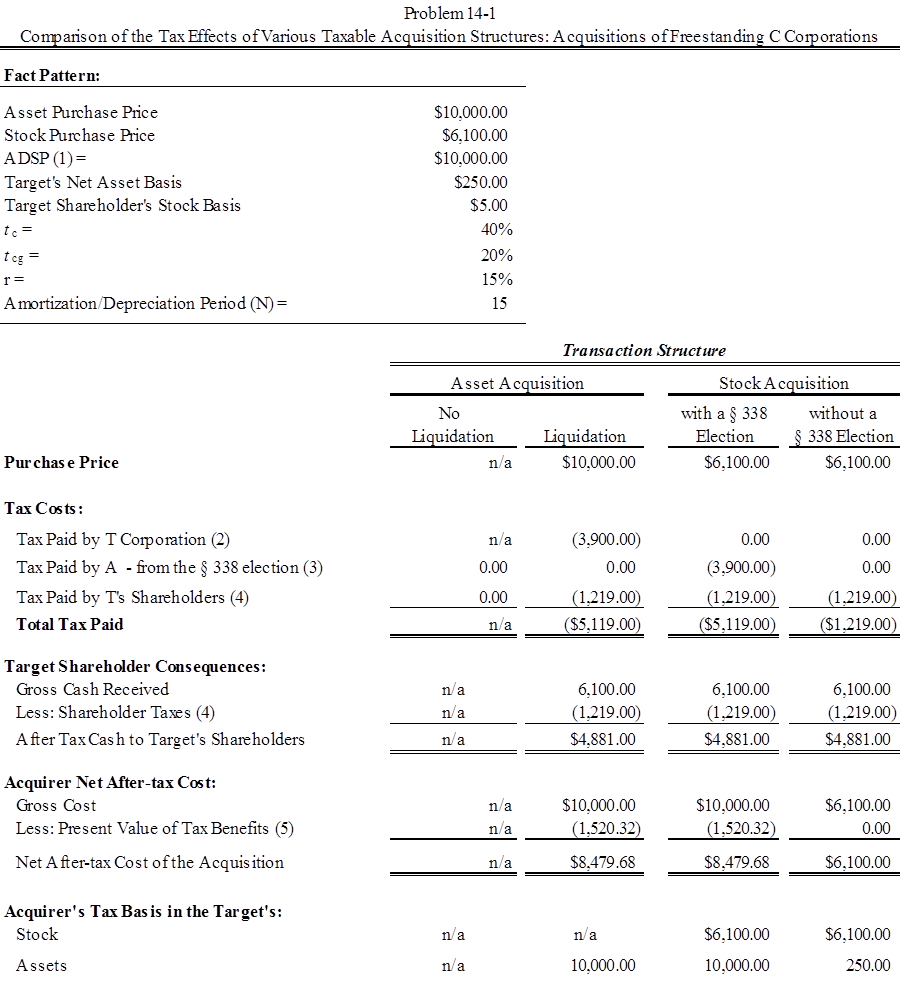 Problem 14-1
Comparison of the Tax Effects of Various Taxable Acquisition Structures: Acquisitions of Freestanding C Corporations
Fact Pattern:
Asset Purchase Price $10,000.00
Stock Purchase Price $6,100.00
ADSP (1) = $10,000.00
Target's Net Asset Basis $250.00
Target Shareholder's Stock Basis $5.00
tc = 40%
tcg = 20%
r = 15%
Amortization/Depreciation Period (N) = 15
Transaction Structure
Asset Acquisition Stock Acquisition
No with a § 338 without a
Liquidation Liquidation Election § 338 Election
Purchase Price n/a $10,000.00 $6,100.00 $6,100.00
Tax Costs:
Tax Paid by T Corporation (2) n/a (3,900.00) 0.00 0.00
Tax Paid by A - from the § 338 election (3) 0.00 0.00 (3,900.00) 0.00
Tax Paid by T's Shareholders (4) 0.00 (1,219.00) (1,219.00) (1,219.00)
Total Tax Paid n/a ($5,119.00) ($5,119.00) ($1,219.00)
Target Shareholder Consequences:
Gross Cash Received n/a 6,100.00 6,100.00 6,100.00
Less: Shareholder Taxes (4) n/a (1,219.00) (1,219.00) (1,219.00)
After Tax Cash to Target's Shareholders n/a $4,881.00 $4,881.00 $4,881.00
Acquirer Net After-tax Cost:
Gross Cost n/a $10,000.00 $10,000.00 $6,100.00
Less: Present Value of Tax Benefits (5) n/a (1,520.32) (1,520.32) 0.00
Net After-tax Cost of the Acquisition n/a $8,479.68 $8,479.68 $6,100.00
Acquirer's Tax Basis in the Target's:
Stock n/a n/a $6,100.00 $6,100.00
Assets n/a 10,000.00 10,000.00 250.00